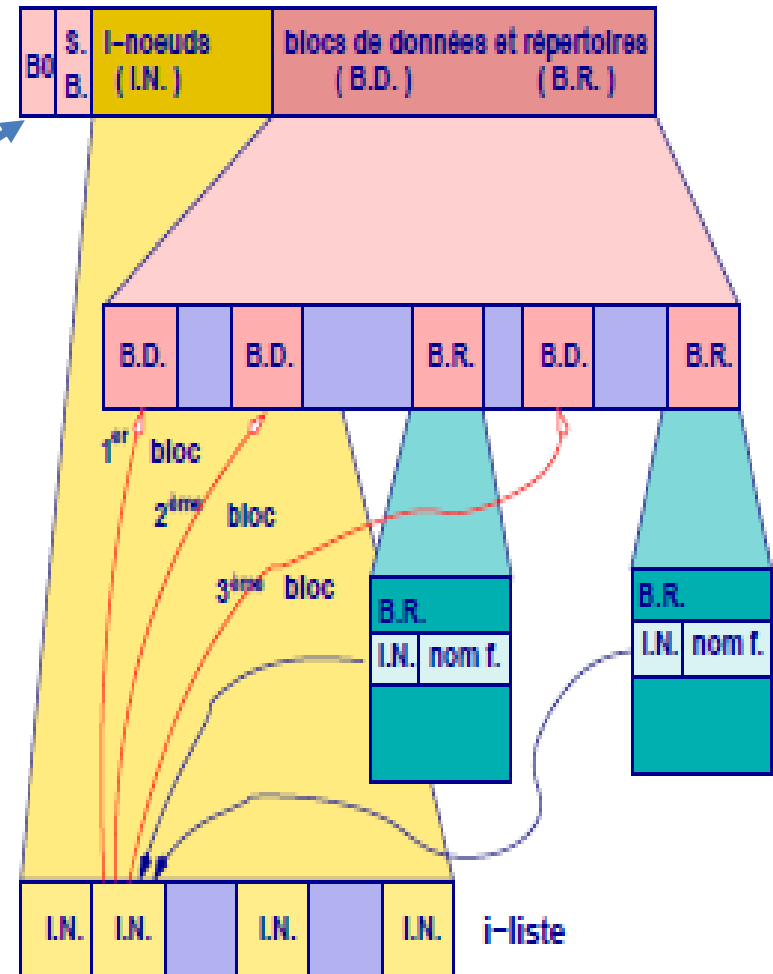 B0
S.
B.
I-noeuds
( I.N. )
blocs de données et répertoires
( B.D. ) ( B.R. )
B.D.
B.D.
B.R.
B.D.
B.R.
1er bloc
2ème bloc
3ème bloc
B.R.
I.N. nom f.
B.R.
I.N. nom f.
I.N.
I.N.
I.N.
I.N.
i-liste